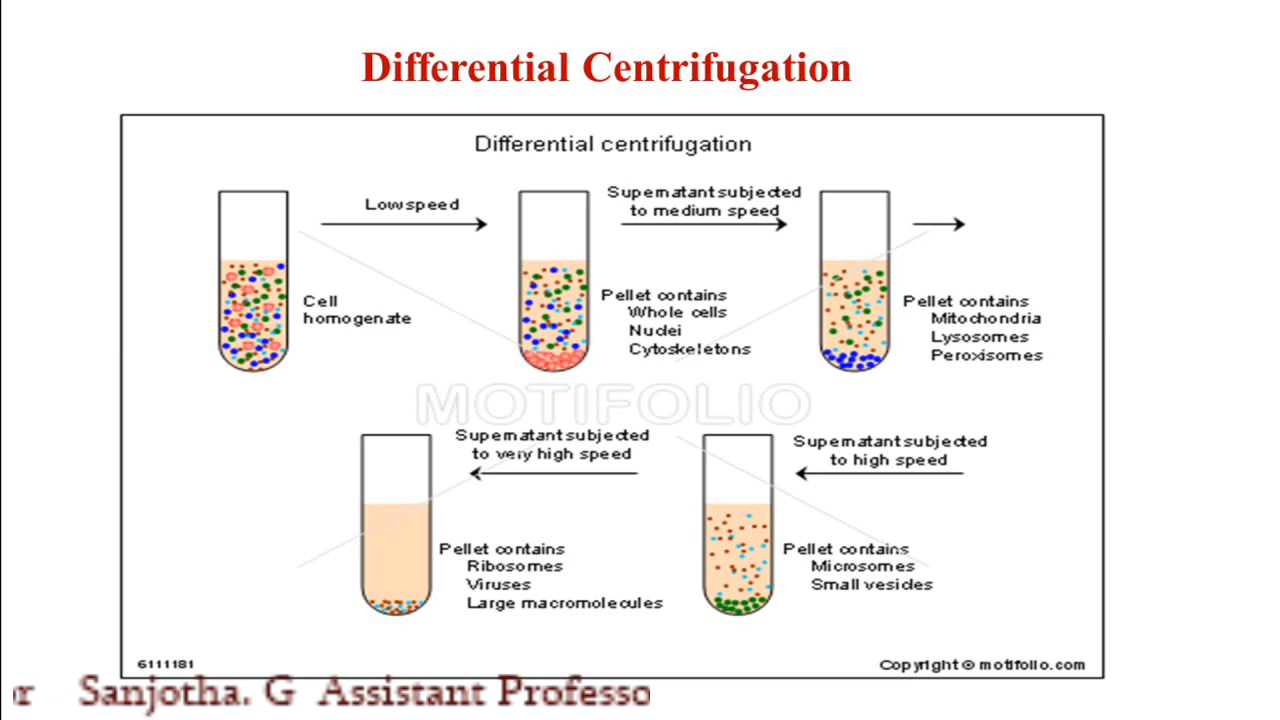 Differential Centrifugation
Differential centrifugation
Low speed
Supernatant subjected
to medium speed
Cell
homogenate
Pellet contains
Whole cells
Nuclei
Cytoskeletons
Pellet contains
Mitochondria
Lysosomes
Peroxisomes
MOTIFOLIO
Supernatant subjected
to very high speed
Supernatant subjected
to high speed
Pellet contains
Ribosomes
Viruses
Large macromolecules
Pellet contains
Microsomes
Small vesicles
6111181
Copyright © motifolio.com
r Sanjotha. G Assistant Professo